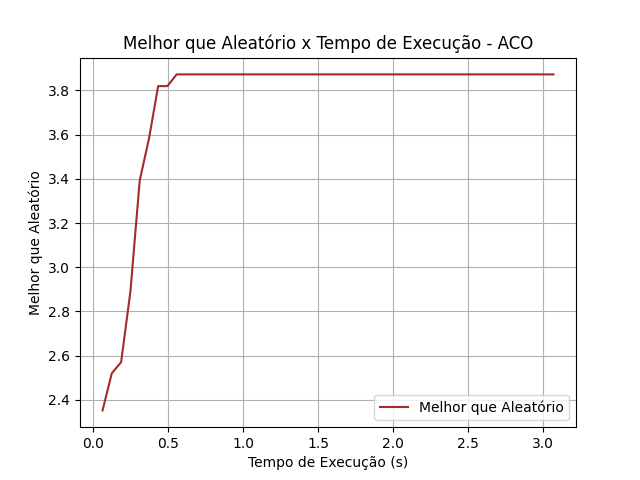 Melhor que Aleatório x Tempo de Execução - ACO
Melhor que Aleatório
3.8
3.6
3.4
3.2
3.0
2.8
2.6
2.4
Melhor que Aleatório
0.0 0.5 1.0 1.5 2.0 2.5 3.0
Tempo de Execução (s)